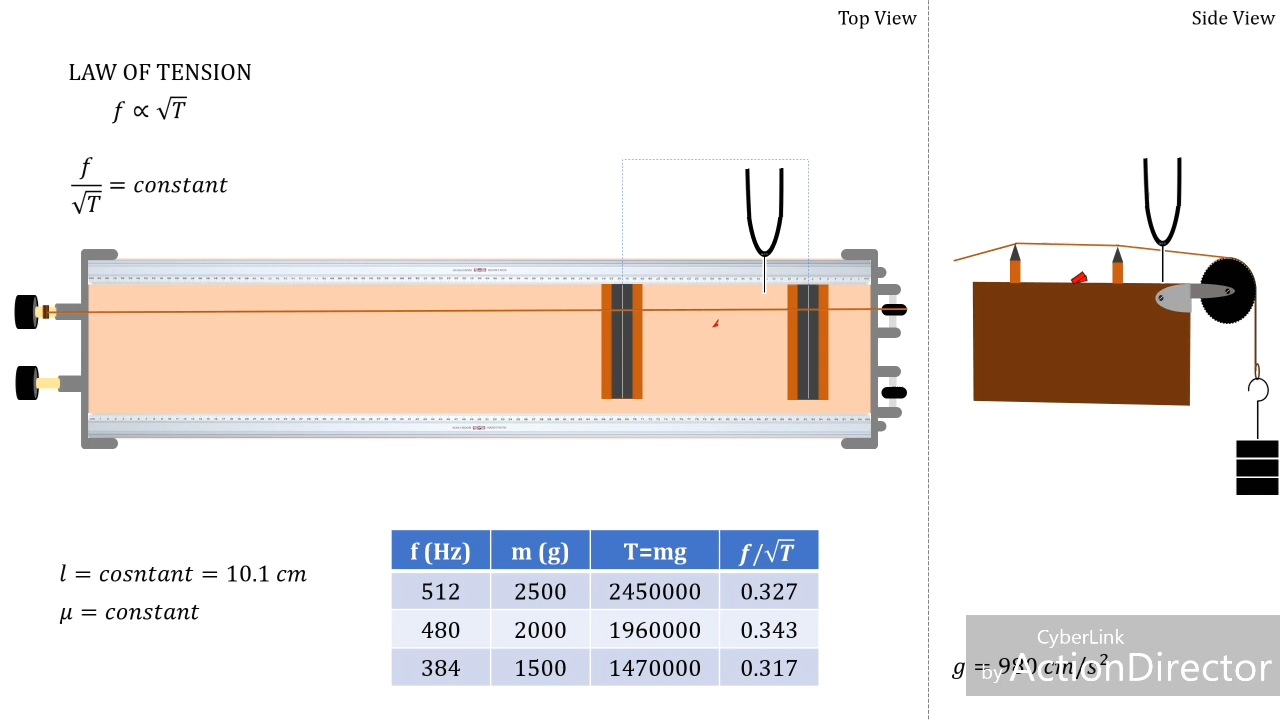 Top View
Side View
LAW OF TENSION
f ∝ √T
f/√T = constant
l = cosntant = 10.1 cm
μ = constant
f (Hz) m (g) T=mg f/√T
512 2500 2450000 0.327
480 2000 1960000 0.343
384 1500 1470000 0.317
g = 980 cm/s²
CyberLink
by ActionDirector